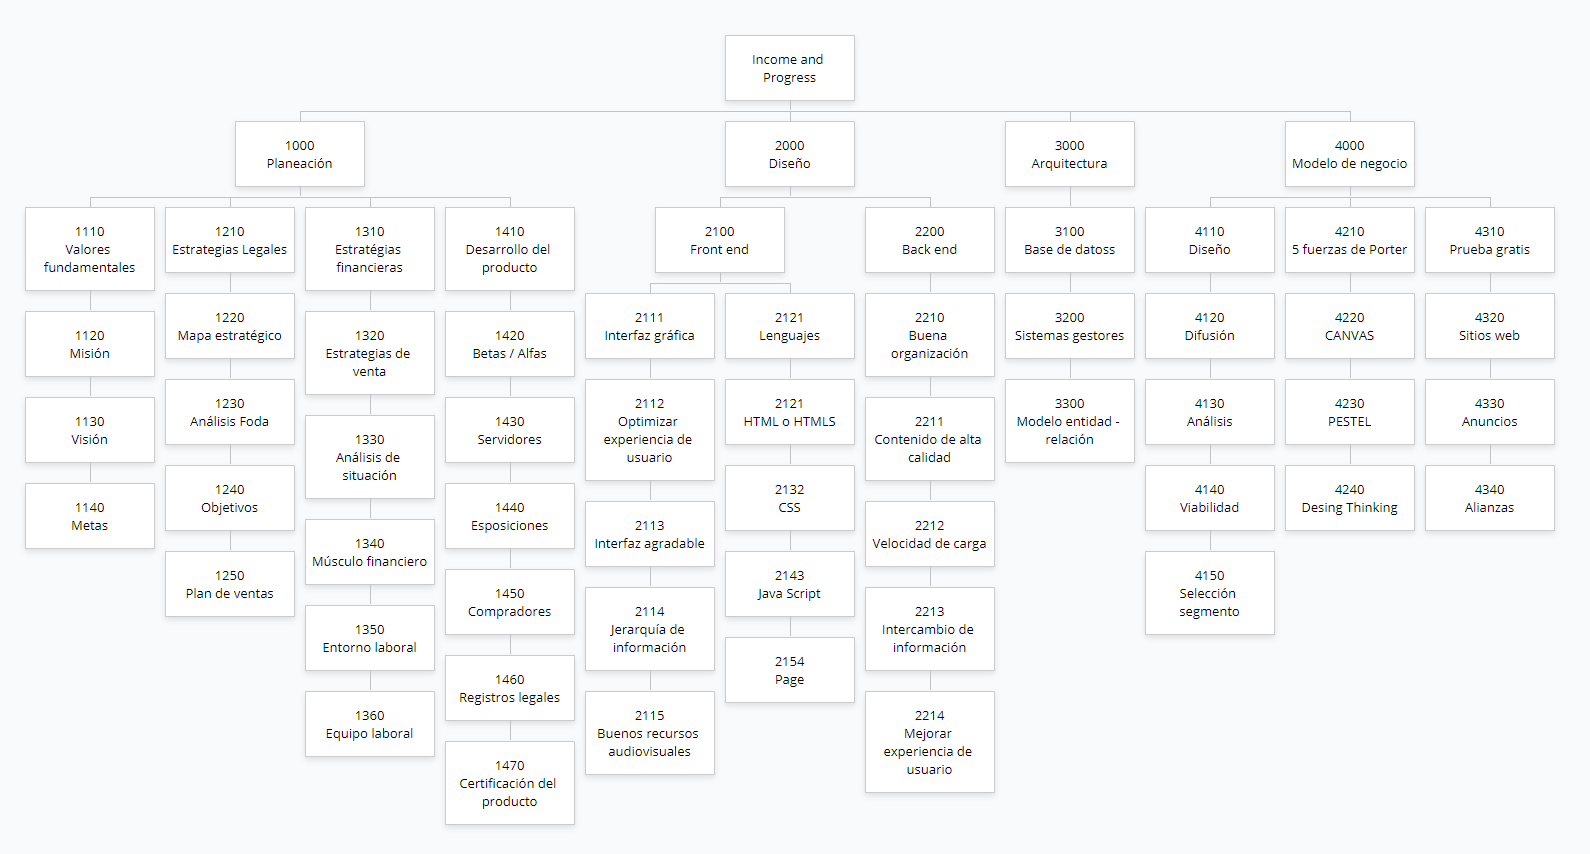 Income and
Progress
1000
Planeación
2000
Diseño
3000
Arquitectura
4000
Modelo de negocio
1110
Valores
fundamentales
1120
Misión
1130
Visión
1140
Metas
1210
Estrategias Legales
1220
Mapa estratégico
1230
Análisis Foda
1240
Objetivos
1250
Plan de ventas
1310
Estratégias
financieras
1320
Estrategias de
venta
1330
Análisis de
situación
1340
Músculo financiero
1350
Entorno laboral
1360
Equipo laboral
1410
Desarrollo del
producto
1420
Betas / Alfas
1430
Servidores
1440
Esposiciones
1450
Compradores
1460
Registros legales
1470
Certificación del
producto
2100
Front end
2111
Interfaz gráfica
2112
Optimizar
experiencia de
usuario
2113
Interfaz agradable
2114
Jerarquía de
información
2115
Buenos recursos
audiovisuales
2121
Lenguajes
2121
HTML o HTMLS
2132
CSS
2143
Java Script
2154
Page
2200
Back end
2210
Buena
organización
2211
Contenido de alta
calidad
2212
Velocidad de carga
2213
Intercambio de
información
2214
Mejorar
experiencia de
usuario
3100
Base de datoss
3200
Sistemas gestores
3300
Modelo entidad -
relación
4110
Diseño
4120
Difusión
4130
Análisis
4140
Viabilidad
4150
Selección
segmento
4210
5 fuerzas de Porter
4220
CANVAS
4230
PESTEL
4240
Desing Thinking
4310
Prueba gratis
4320
Sitios web
4330
Anuncios
4340
Alianzas